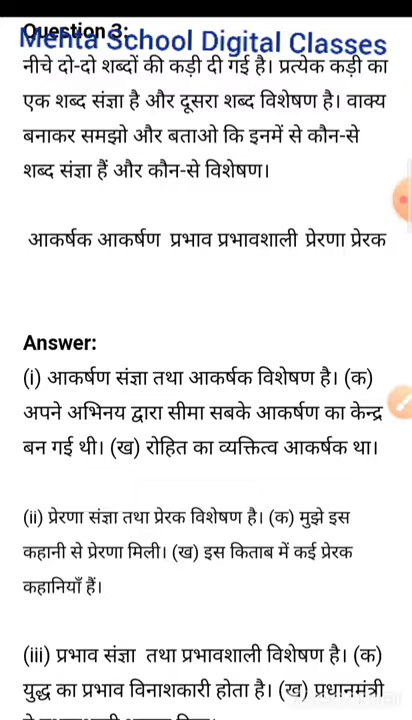 Question 3:
Mehta School Digital Classes
नीचे दो-दो शब्दों की कड़ी दी गई है। प्रत्येक कड़ी का
एक शब्द संज्ञा है और दूसरा शब्द विशेषण है। वाक्य
बनाकर समझो और बताओ कि इनमें से कौन-से
शब्द संज्ञा हैं और कौन-से विशेषण।
आकर्षक आकर्षण प्रभाव प्रभावशाली प्रेरणा प्रेरक
Answer:
(i) आकर्षण संज्ञा तथा आकर्षक विशेषण है। (क)
अपने अभिनय द्वारा सीमा सबके आकर्षण का केन्द्र
बन गई थी। (ख) रोहित का व्यक्तित्व आकर्षक था।
(ii) प्रेरणा संज्ञा तथा प्रेरक विशेषण है। (क) मुझे इस
कहानी से प्रेरणा मिली। (ख) इस किताब में कई प्रेरक
कहानियाँ हैं।
(iii) प्रभाव संज्ञा तथा प्रभावशाली विशेषण है। (क)
युद्ध का प्रभाव विनाशकारी होता है। (ख) प्रधानमंत्री